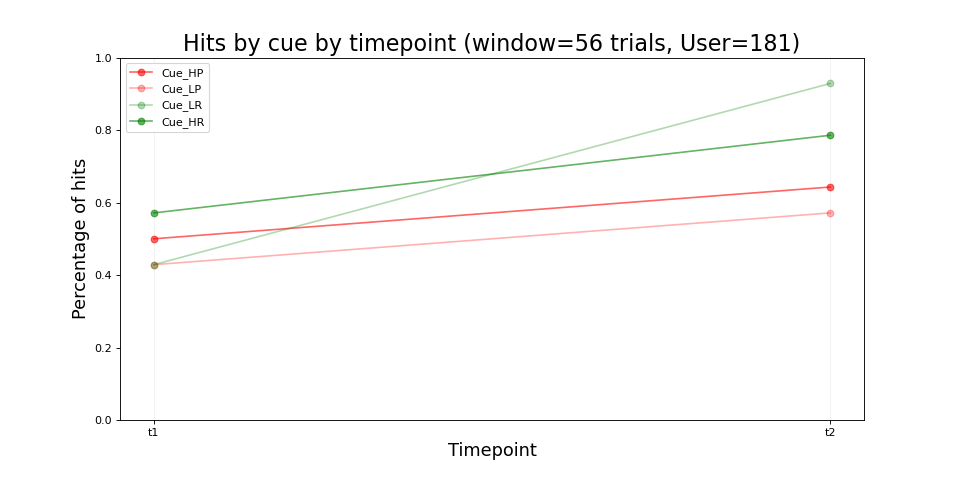 Hits by cue by timepoint (window=56 trials, User=181)
1.0
0.8
0.6
0.4
0.2
0.0
Percentage of hits
Cue_HP
Cue_LP
Cue_LR
Cue_HR
t1
t2
Timepoint